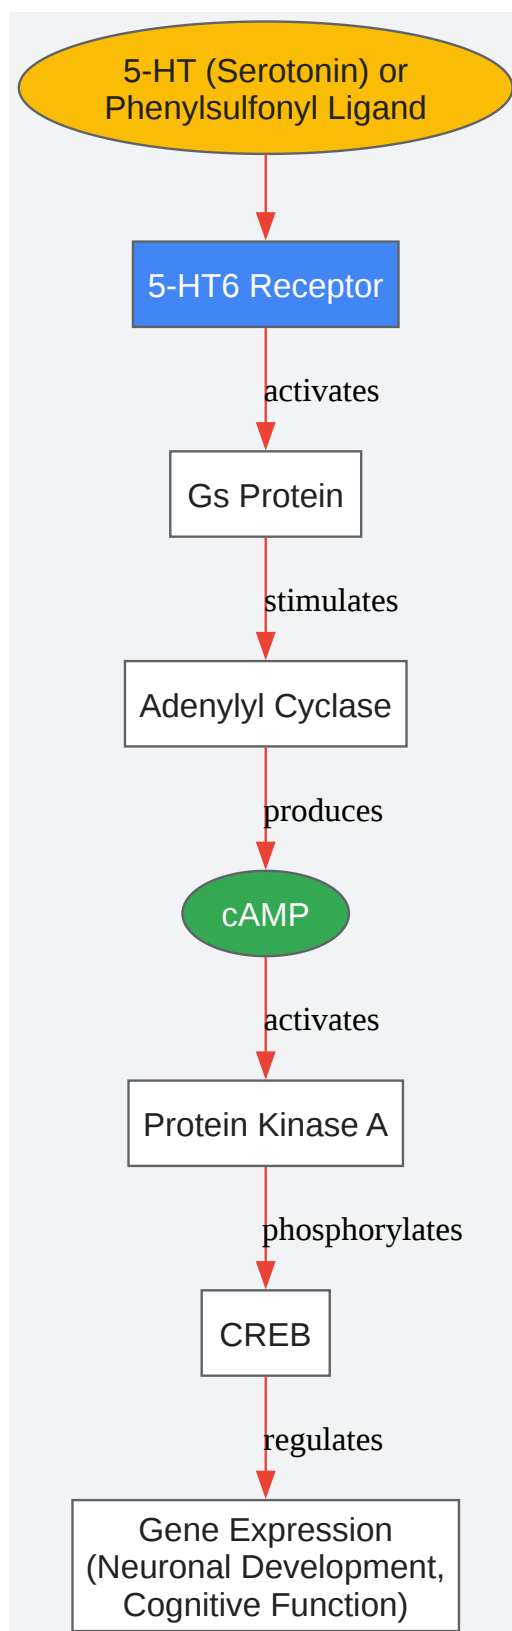 5-HT (Serotonin) or
Phenylsulfonyl Ligand
5-HT6 Receptor
activates
Gs Protein
stimulates
Adenylyl Cyclase
produces
cAMP
activates
Protein Kinase A
phosphorylates
CREB
regulates
Gene Expression
(Neuronal Development,
Cognitive Function)